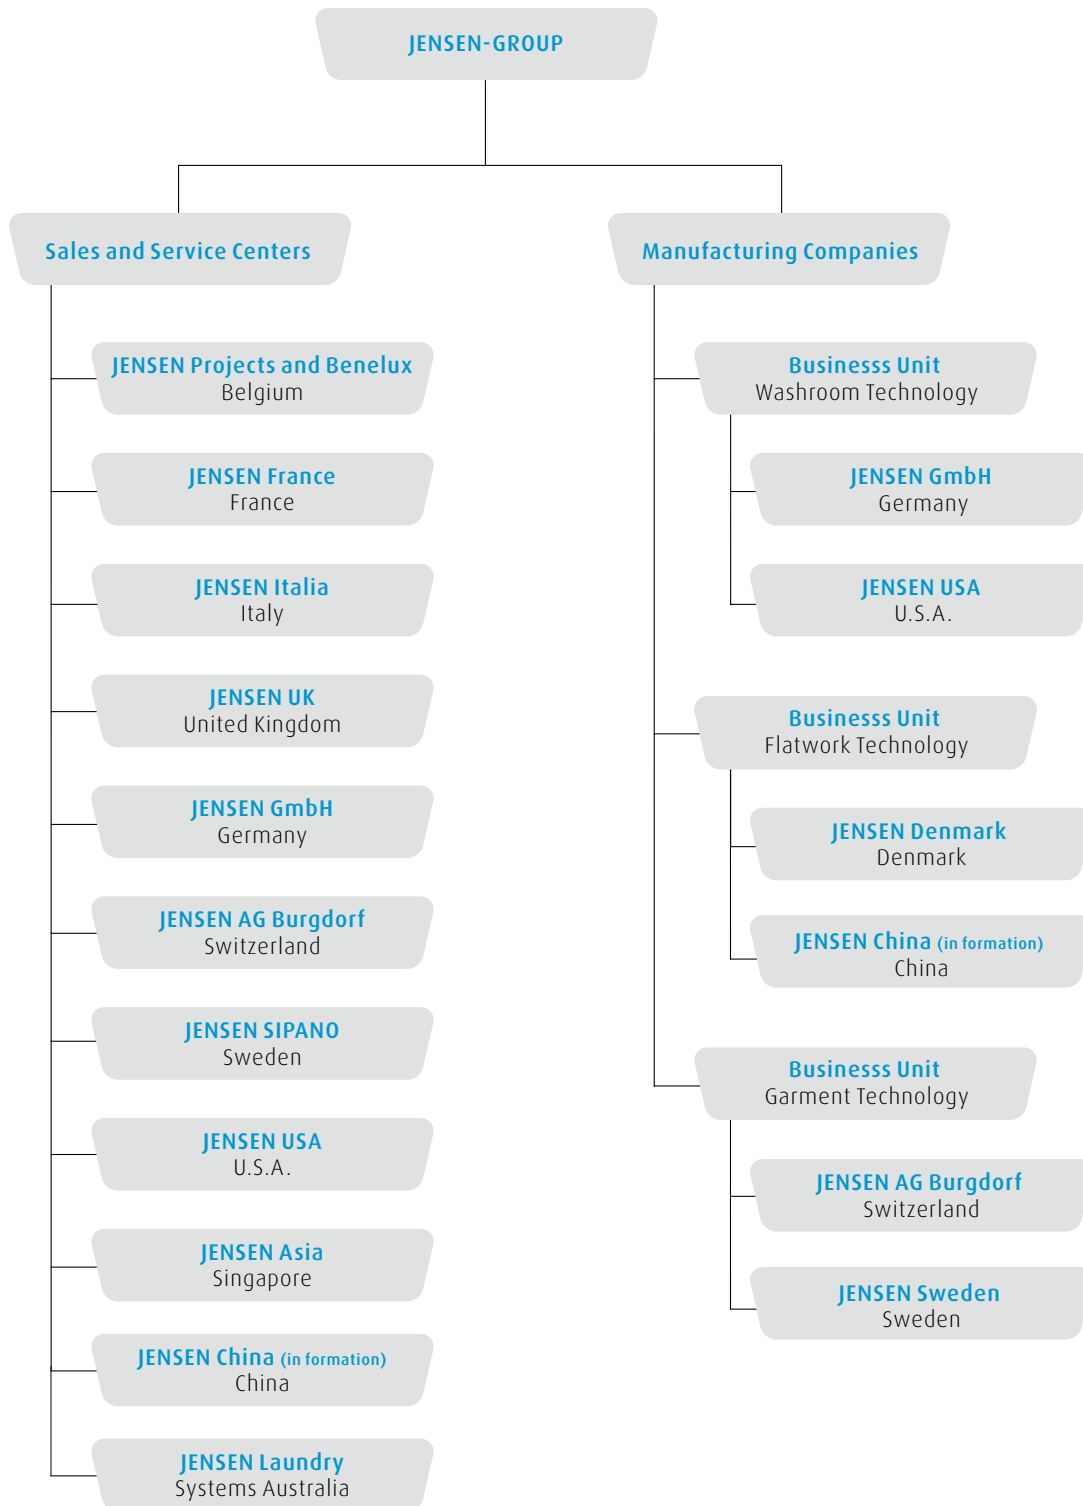 JENSEN-GROUP
Sales and Service Centers
JENSEN Projects and Benelux
Belgium
JENSEN France
France
JENSEN Italia
Italy
JENSEN UK
United Kingdom
JENSEN GmbH
Germany
JENSEN AG Burgdorf
Switzerland
JENSEN SIPANO
Sweden
JENSEN USA
U.S.A.
JENSEN Asia
Singapore
JENSEN China (in formation)
China
JENSEN Laundry
Systems Australia
Manufacturing Companies
Businesss Unit
Washroom Technology
JENSEN GmbH
Germany
JENSEN USA
U.S.A.
Businesss Unit
Flatwork Technology
JENSEN Denmark
Denmark
JENSEN China (in formation)
China
Businesss Unit
Garment Technology
JENSEN AG Burgdorf
Switzerland
JENSEN Sweden
Sweden